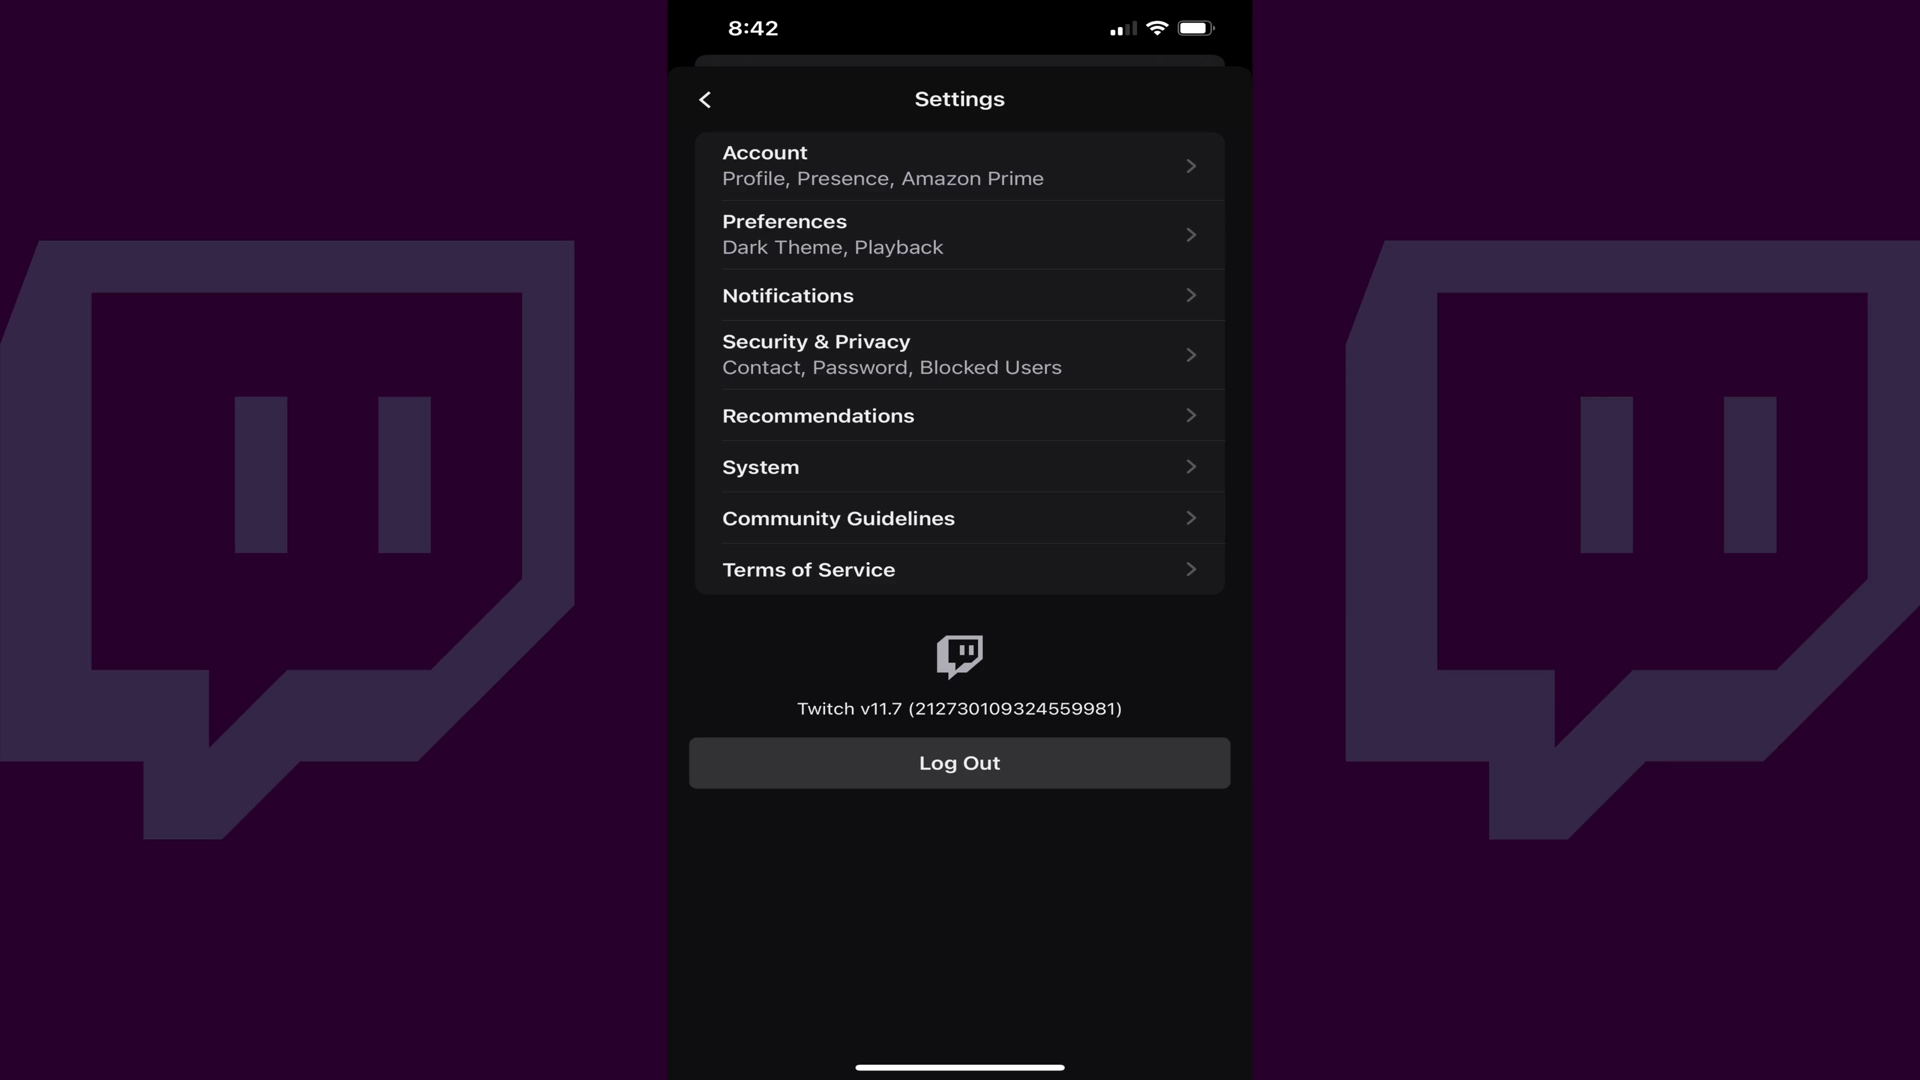 8:42
Settings
Account
Profile, Presence, Amazon Prime
Preferences
Dark Theme, Playback
Notifications
Security & Privacy
Contact, Password, Blocked Users
Recommendations
System
Community Guidelines
Terms of Service
Twitch v11.7 (212730109324559981)
Log Out